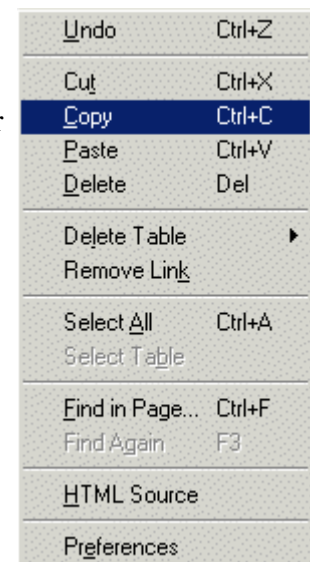 Undo Ctrl+Z
Cut Ctrl+X
Copy Ctrl+C
Paste Ctrl+V
Delete Del
Delete Table
Remove Link
Select All Ctrl+A
Select Table
Find in Page... Ctrl+F
Find Again F3
HTML Source
Preferences